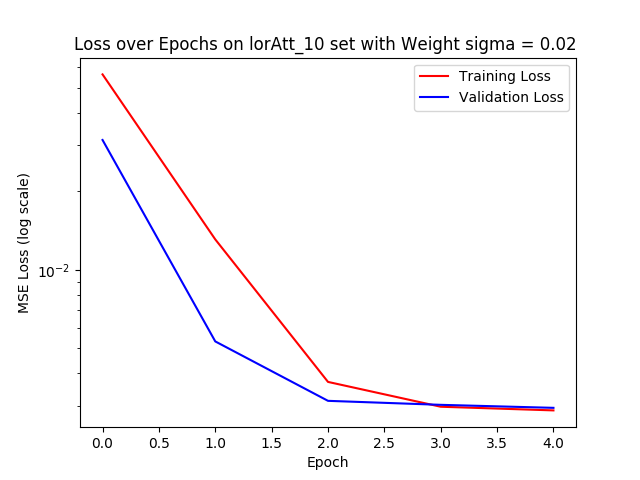 Loss over Epochs on lorAtt_10 set with Weight sigma = 0.02
Training Loss
Validation Loss
MSE Loss (log scale)
10⁻²
0.0 0.5 1.0 1.5 2.0 2.5 3.0 3.5 4.0
Epoch